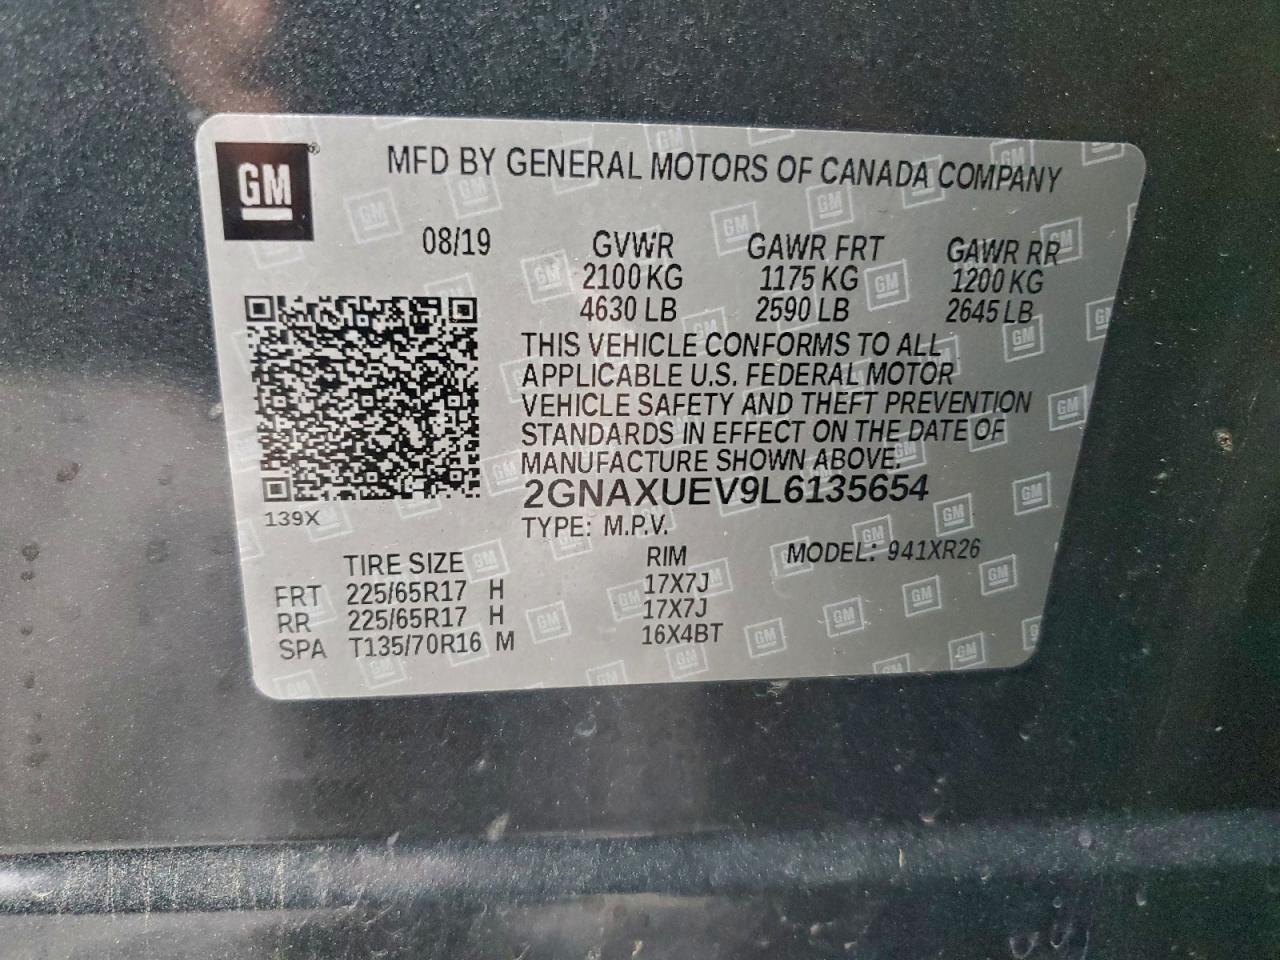 GM
MFD BY GENERAL MOTORS OF CANADA COMPANY
08/19 GVWR GAWR FRT GAWR RR
2100 KG 1175 KG 1200 KG
4630 LB 2590 LB 2645 LB
THIS VEHICLE CONFORMS TO ALL
APPLICABLE U.S. FEDERAL MOTOR
VEHICLE SAFETY AND THEFT PREVENTION
STANDARDS IN EFFECT ON THE DATE OF
MANUFACTURE SHOWN ABOVE.
2GNAXUEV9L6135654
139X
TYPE: M.P.V.
TIRE SIZE RIM MODEL: 941XR26
FRT 225/65R17 H 17X7J
RR 225/65R17 H 17X7J
SPA T135/70R16 M 16X4BT